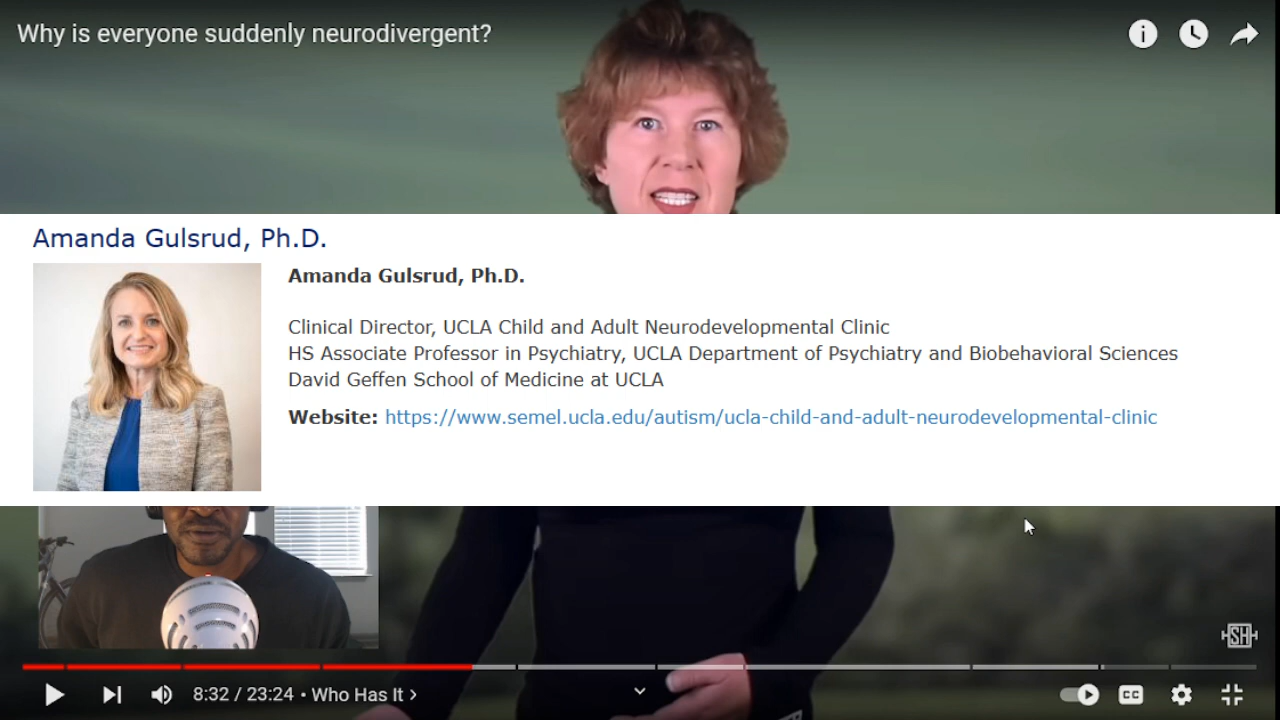 Why is everyone suddenly neurodivergent?
Amanda Gulsrud, Ph.D.
Amanda Gulsrud, Ph.D.
Clinical Director, UCLA Child and Adult Neurodevelopmental Clinic
HS Associate Professor in Psychiatry, UCLA Department of Psychiatry and Biobehavioral Sciences
David Geffen School of Medicine at UCLA
Website: https://www.semel.ucla.edu/autism/ucla-child-and-adult-neurodevelopmental-clinic
SH
8:32 / 23:24 • Who Has It ›
CC